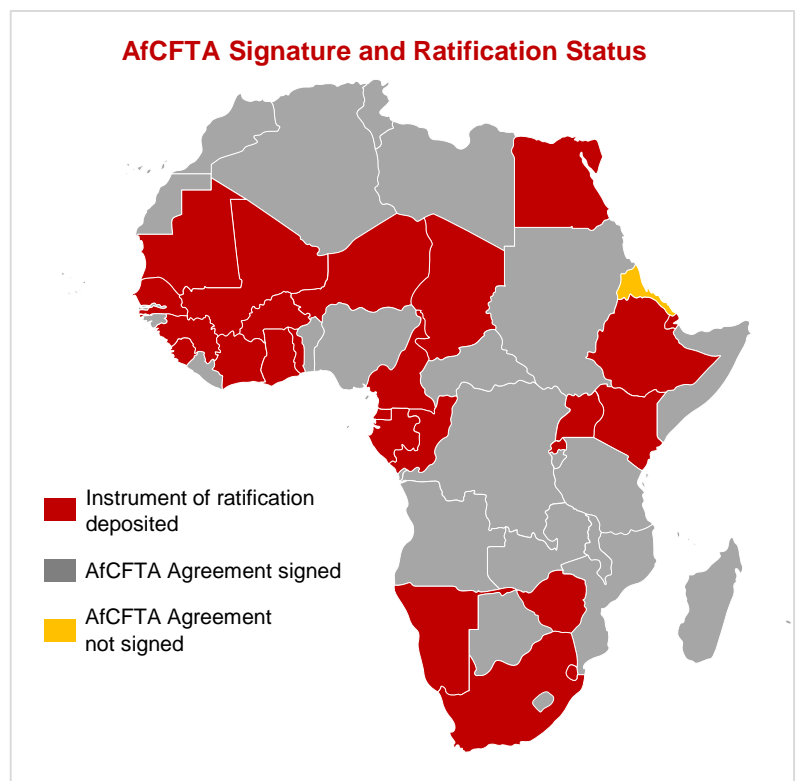 AfCFTA Signature and Ratification Status
Instrument of ratification
deposited
AfCFTA Agreement signed
AfCFTA Agreement
not signed